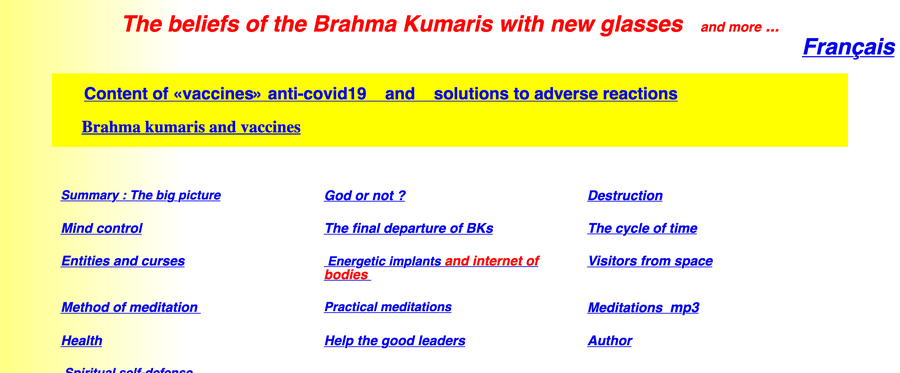 The beliefs of the Brahma Kumaris with new glasses and more ...
Français
Content of «vaccines» anti-covid19 and solutions to adverse reactions
Brahma kumaris and vaccines
Summary : The big picture
God or not ?
Destruction
Mind control
The final departure of BKs
The cycle of time
Entities and curses
Energetic implants and internet of
bodies
Visitors from space
Method of meditation
Practical meditations
Meditations mp3
Health
Help the good leaders
Author
Spiritual self-defense